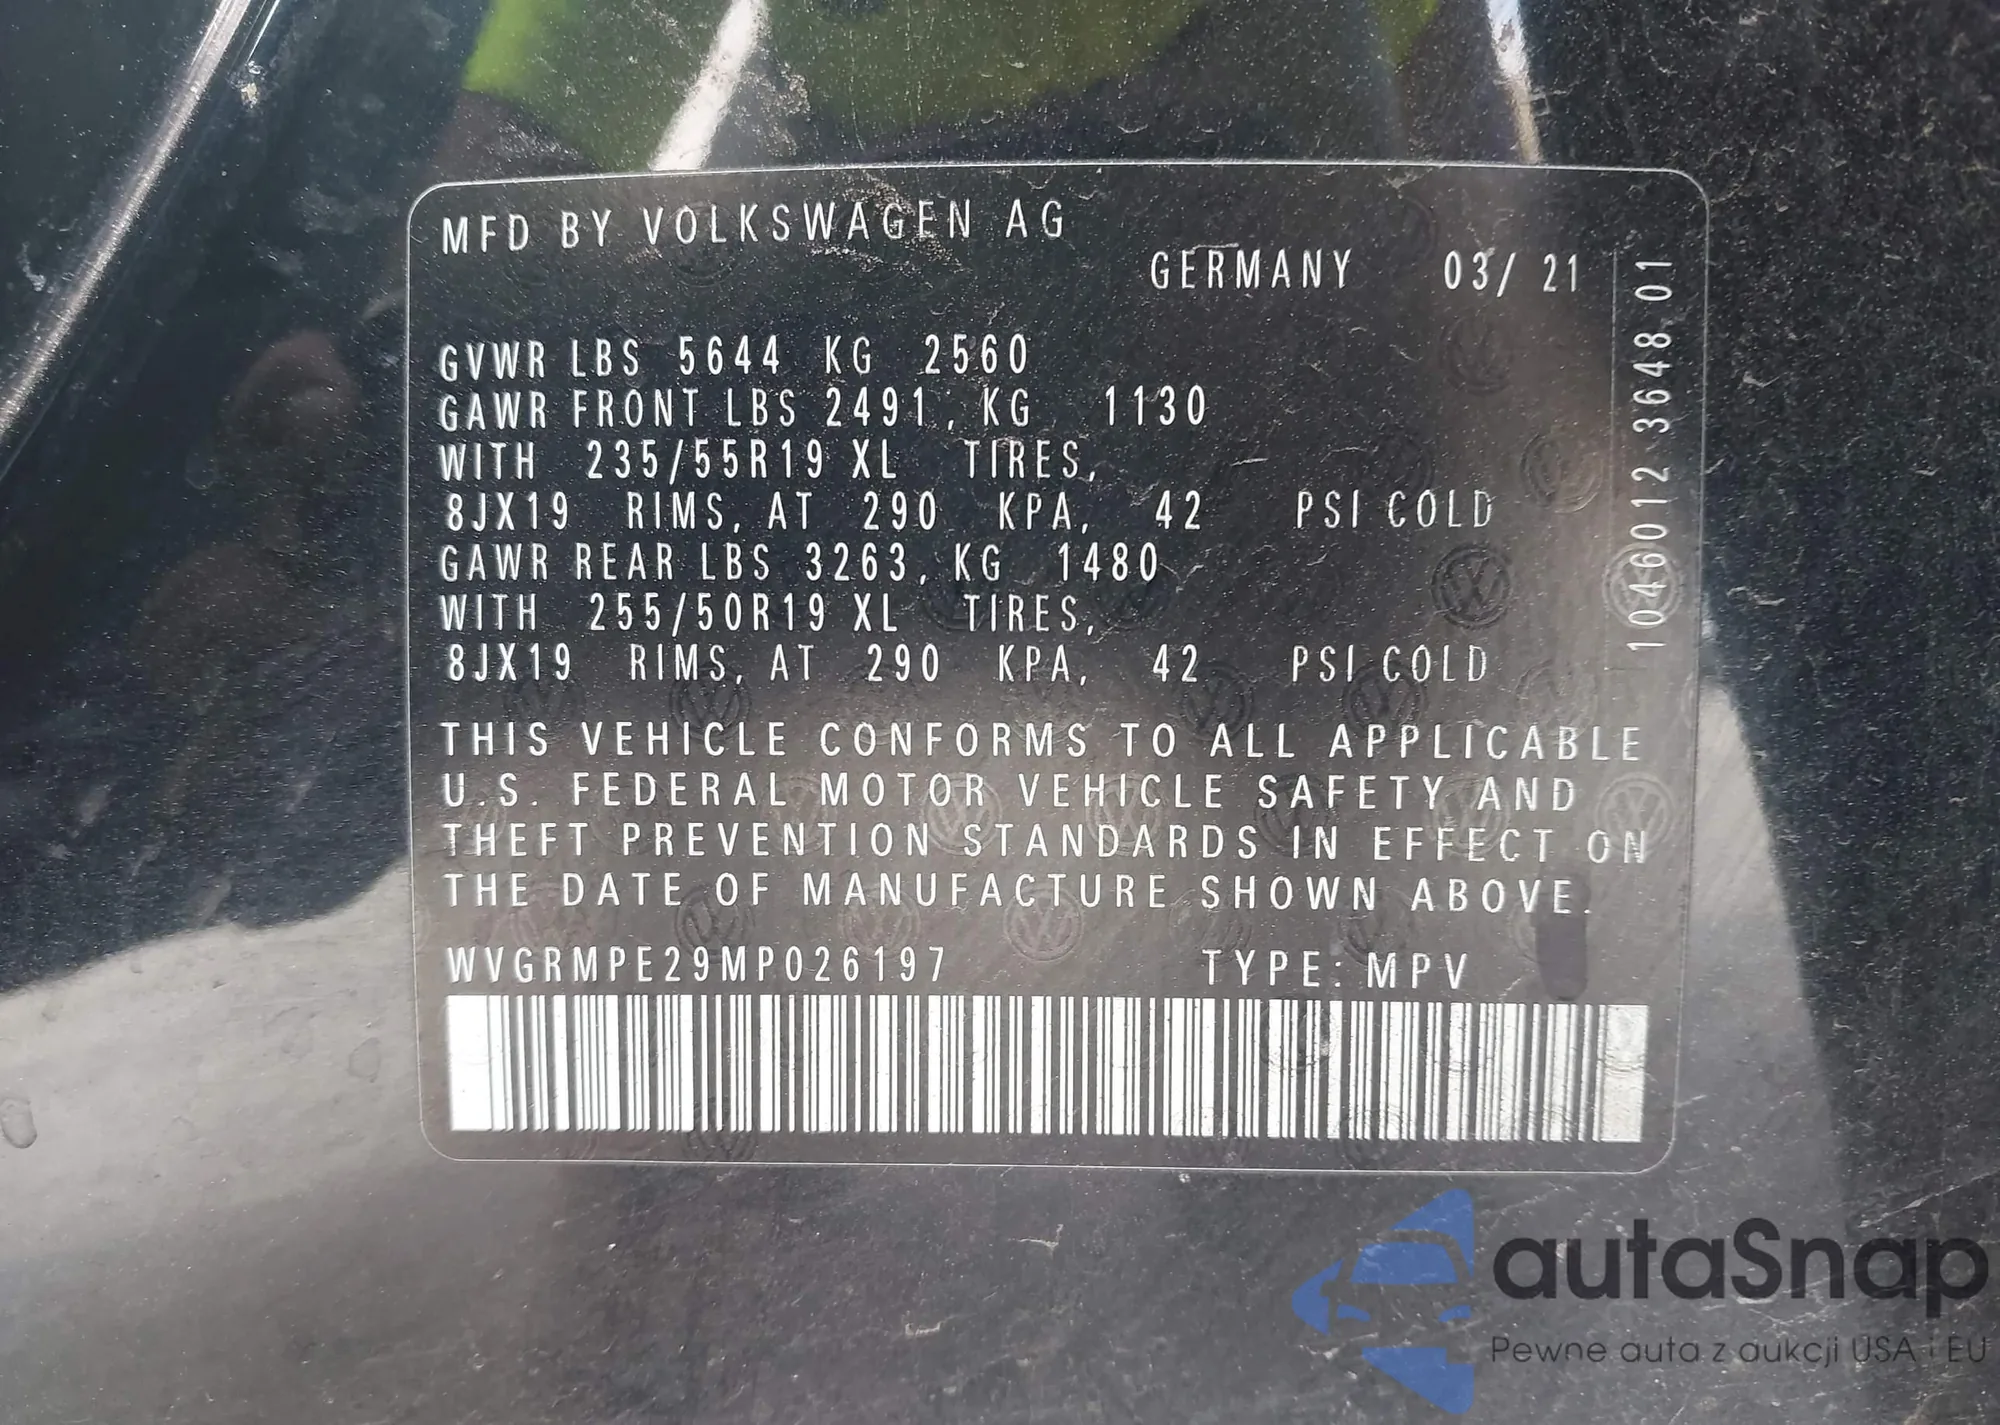 MFD BY VOLKSWAGEN AG
GERMANY 03/ 21
GVWR LBS 5644 KG 2560
GAWR FRONT LBS 2491, KG 1130
WITH 235/55R19 XL TIRES,
8JX19 RIMS, AT 290 KPA, 42 PSI COLD
GAWR REAR LBS 3263, KG 1480
WITH 255/50R19 XL TIRES,
8JX19 RIMS, AT 290 KPA, 42 PSI COLD
THIS VEHICLE CONFORMS TO ALL APPLICABLE
U.S. FEDERAL MOTOR VEHICLE SAFETY AND
THEFT PREVENTION STANDARDS IN EFFECT ON
THE DATE OF MANUFACTURE SHOWN ABOVE.
WVGRMPE29MP026197 TYPE: MPV
1046012 3648.01
autaSnap
Pewne auta z aukcji USA i EU